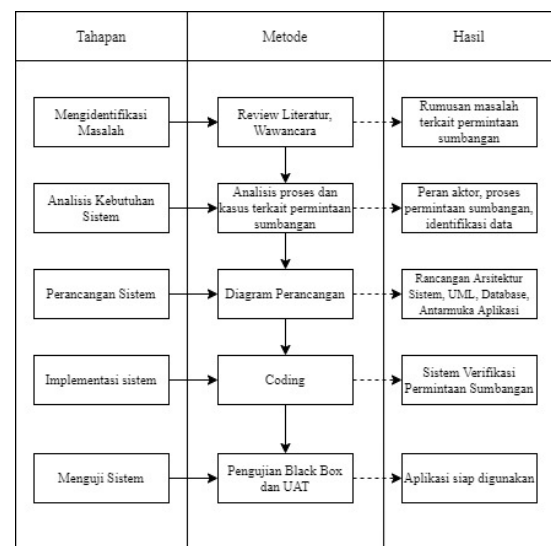 Tahapan
Metode
Hasil
Mengidentifikasi
Masalah
Review Literatur,
Wawancara
Rumusan masalah
terkait permintaan
sumbangan
Analisis Kebutuhan
Sistem
Analisis proses dan
kasus terkait permintaan
sumbangan
Peran aktor, proses
permintaan sumbangan,
identifikasi data
Perancangan Sistem
Diagram Perancangan
Rancangan Arsitektur
Sistem, UML, Database,
Antarmuka Aplikasi
Implementasi sistem
Coding
Sistem Verifikasi
Permintaan Sumbangan
Menguji Sistem
Pengujian Black Box
dan UAT
Aplikasi siap digunakan